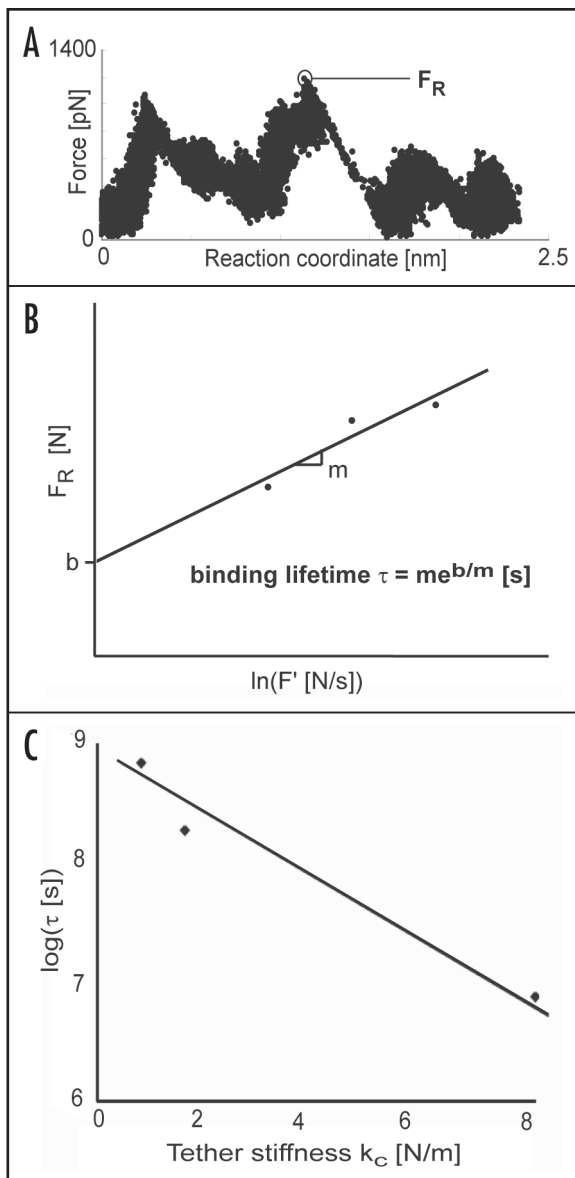 A
1400
F_R
Force [pN]
0
0
Reaction coordinate [nm]
2.5
B
F_R [N]
m
b
binding lifetime τ = me^b/m [s]
ln(F' [N/s])
C
9
8
log(τ [s])
7
6
0
2
4
6
8
Tether stiffness k_C [N/m]